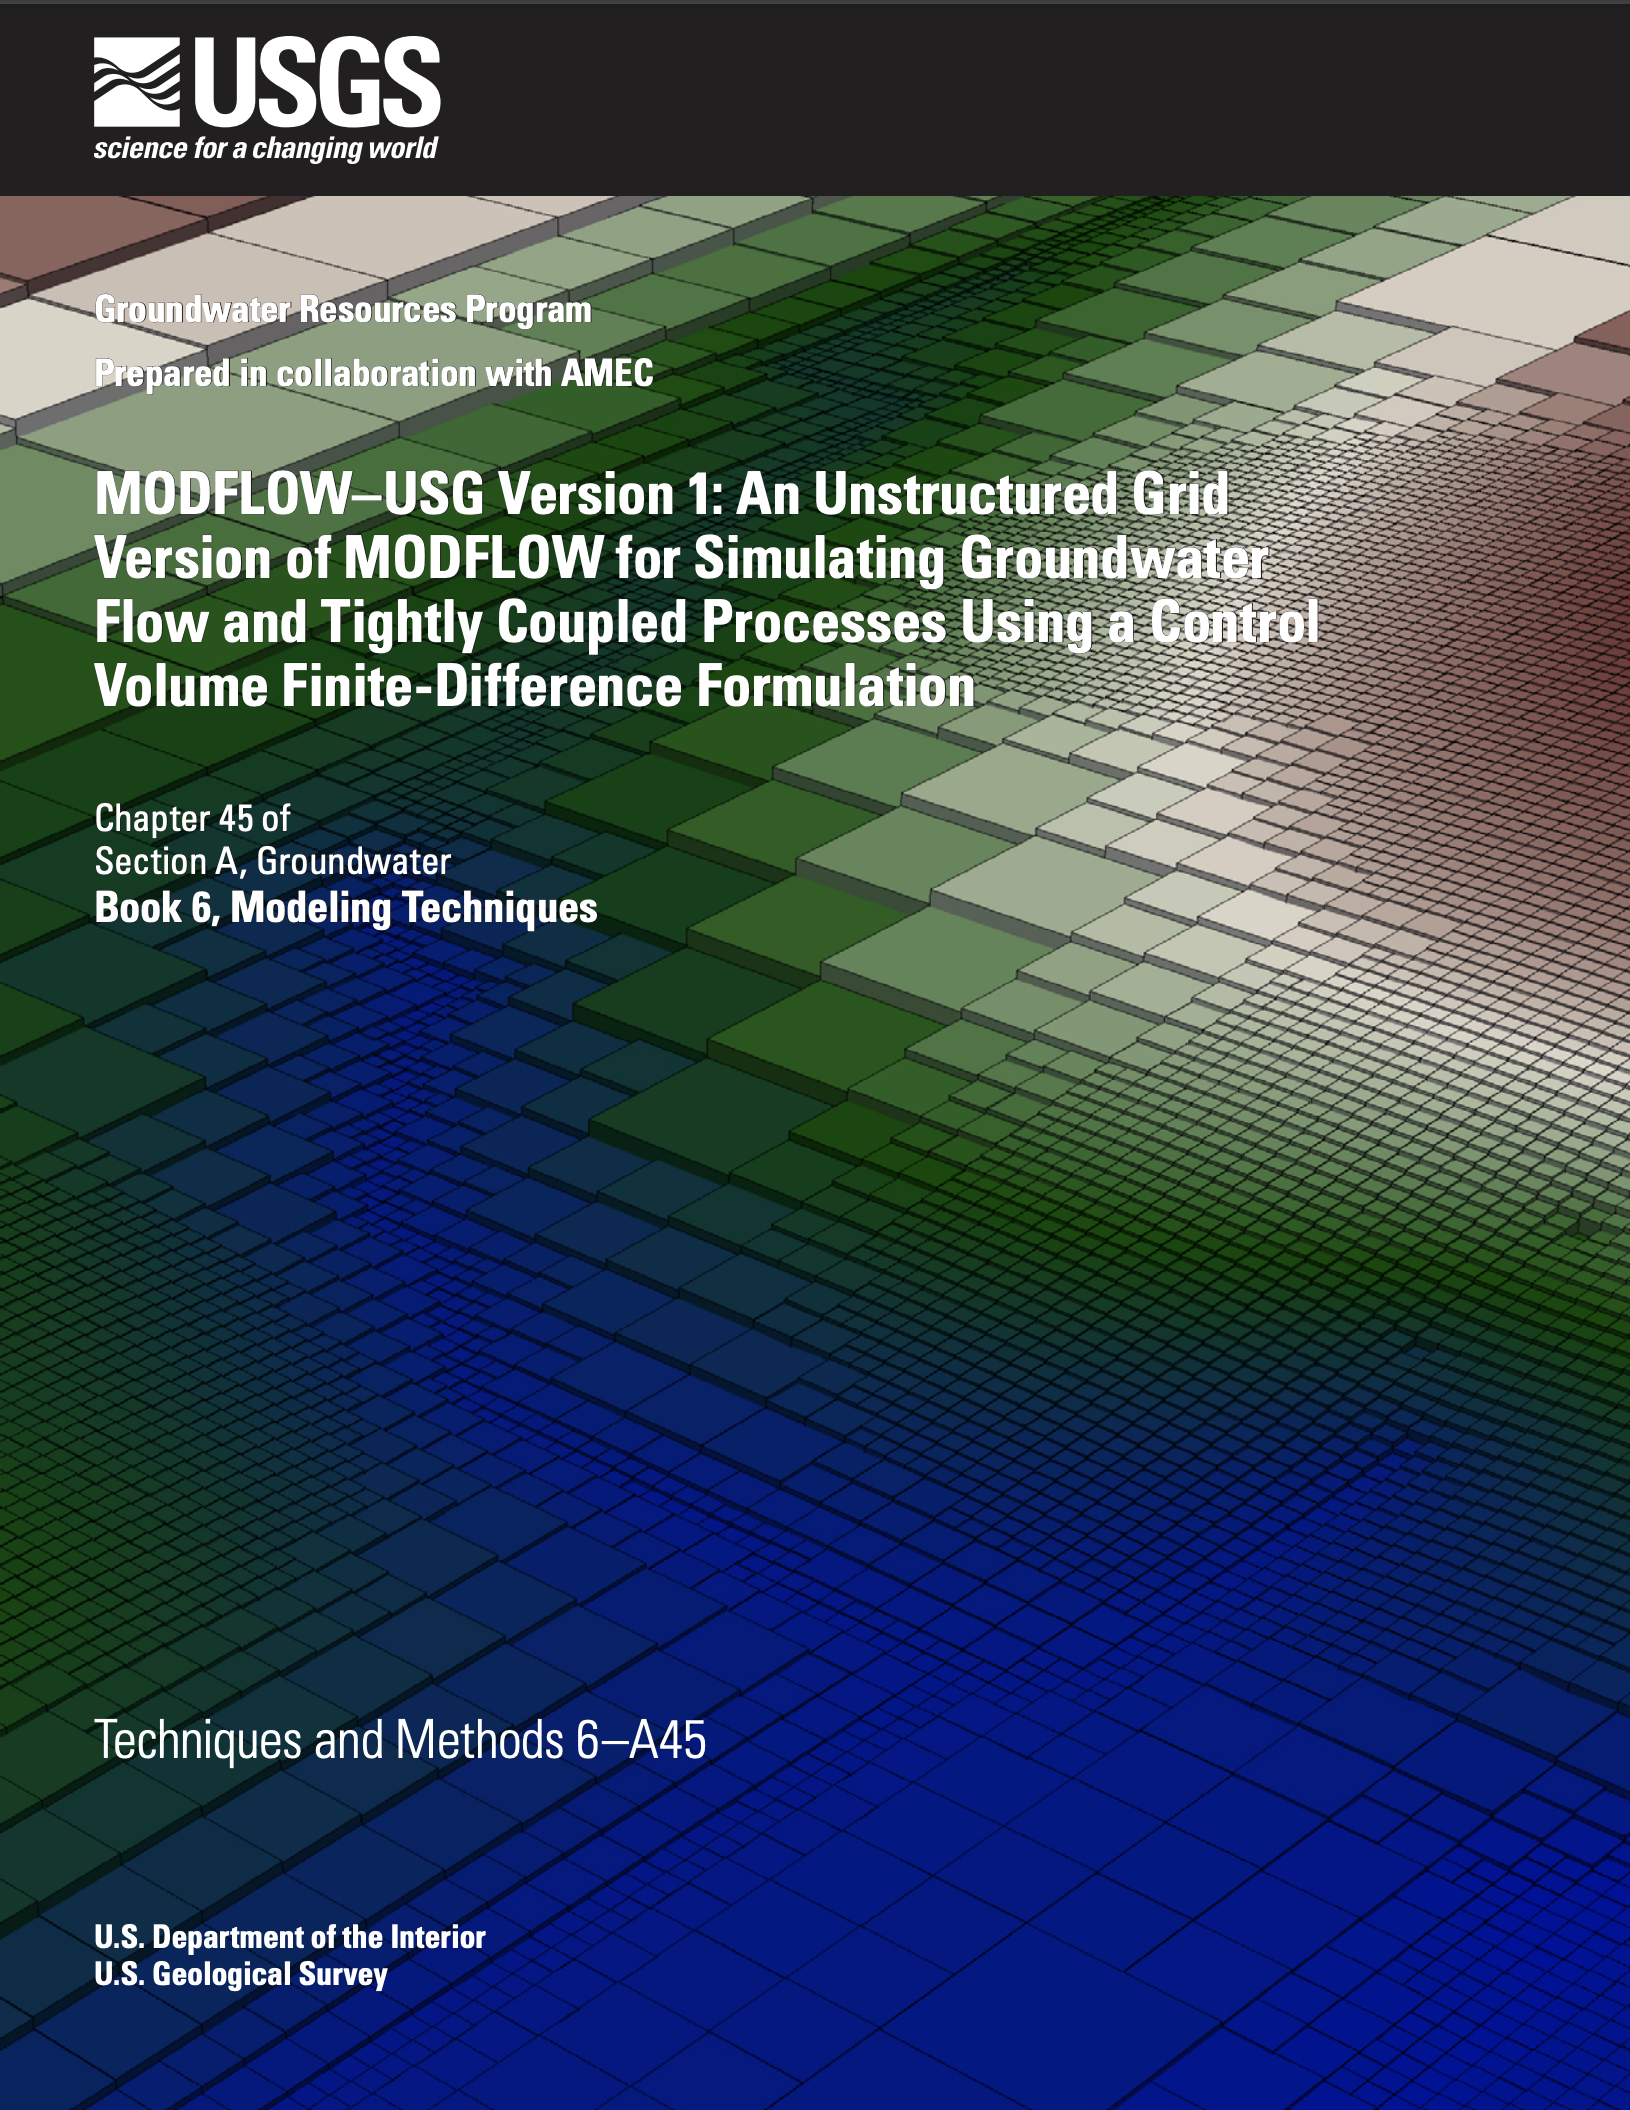 USGS
science for a changing world
Groundwater Resources Program
Prepared in collaboration with AMEC
MODFLOW–USG Version 1: An Unstructured Grid
Version of MODFLOW for Simulating Groundwater
Flow and Tightly Coupled Processes Using a Control
Volume Finite-Difference Formulation
Chapter 45 of
Section A, Groundwater
Book 6, Modeling Techniques
Techniques and Methods 6–A45
U.S. Department of the Interior
U.S. Geological Survey